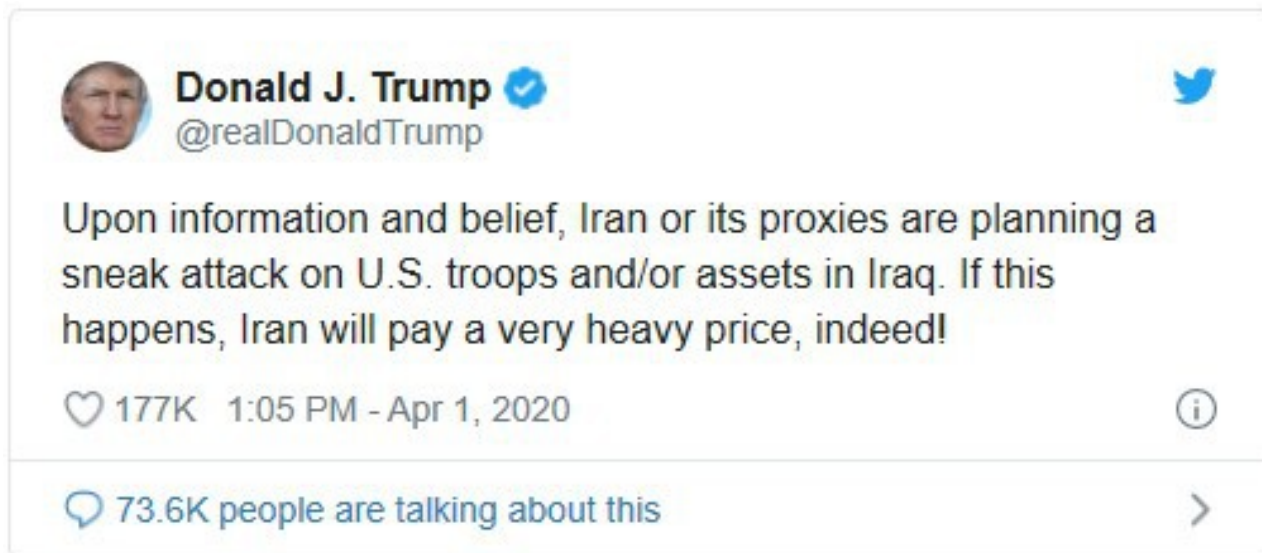 Donald J. Trump
@realDonaldTrump
Upon information and belief, Iran or its proxies are planning a
sneak attack on U.S. troops and/or assets in Iraq. If this
happens, Iran will pay a very heavy price, indeed!
177K 1:05 PM - Apr 1, 2020
73.6K people are talking about this